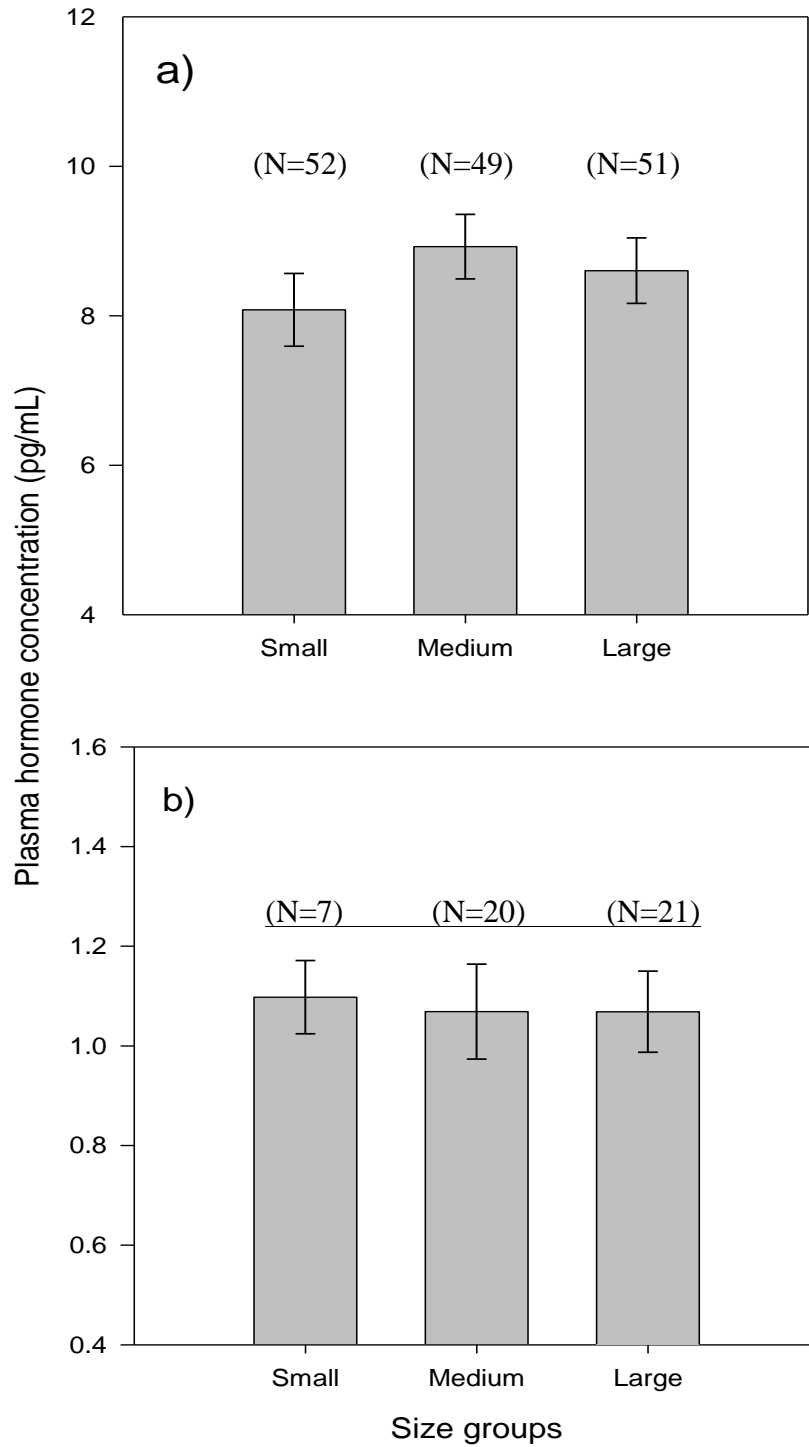 Plasma hormone concentration (pg/mL)
12
a)
(N=52) (N=49) (N=51)
10
8
6
4
Small Medium Large
1.6
b)
1.4
(N=7) (N=20) (N=21)
1.2
1.0
0.8
0.6
0.4
Small Medium Large
Size groups